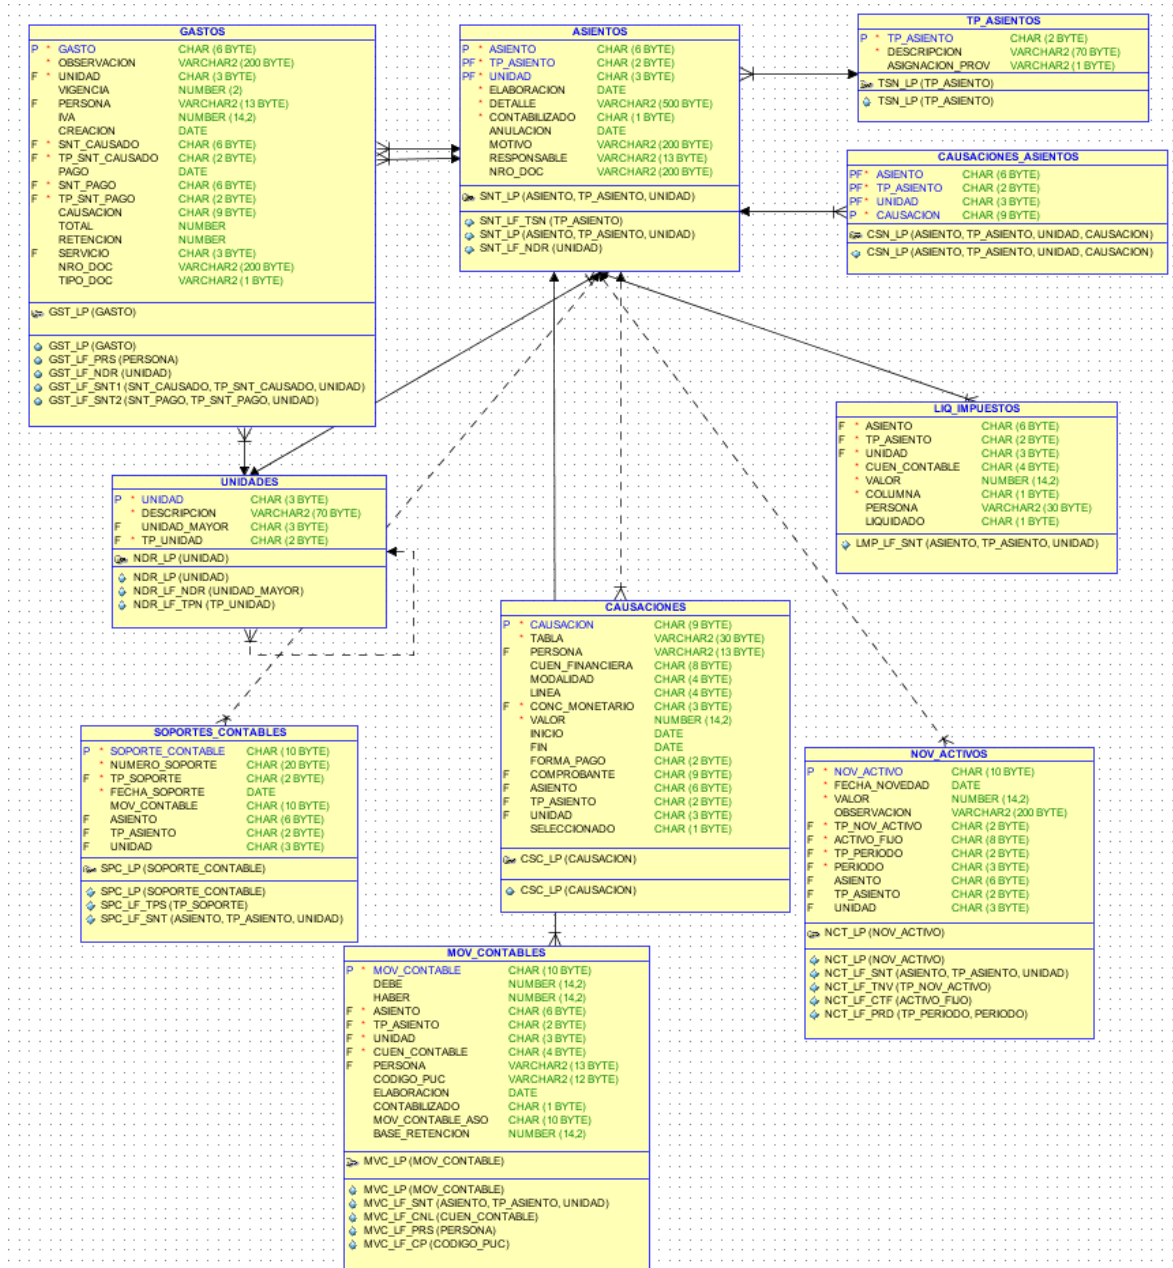 GASTOS
P * GASTO CHAR (6 BYTE)
* OBSERVACION VARCHAR2 (200 BYTE)
F * UNIDAD CHAR (3 BYTE)
VIGENCIA NUMBER (2)
F PERSONA VARCHAR2 (13 BYTE)
IVA NUMBER (14,2)
CREACION DATE
F * SNT_CAUSADO CHAR (6 BYTE)
F * TP_SNT_CAUSADO CHAR (2 BYTE)
PAGO DATE
F * SNT_PAGO CHAR (6 BYTE)
F * TP_SNT_PAGO CHAR (2 BYTE)
CAUSACION CHAR (9 BYTE)
TOTAL NUMBER
RETENCION NUMBER
F SERVICIO CHAR (3 BYTE)
NRO_DOC VARCHAR2 (200 BYTE)
TIPO_DOC VARCHAR2 (1 BYTE)
GST_LP (GASTO)
GST_LP (GASTO)
GST_LF_PRS (PERSONA)
GST_LF_NDR (UNIDAD)
GST_LF_SNT1 (SNT_CAUSADO, TP_SNT_CAUSADO, UNIDAD)
GST_LF_SNT2 (SNT_PAGO, TP_SNT_PAGO, UNIDAD)
ASIENTOS
P * ASIENTO CHAR (6 BYTE)
PF * TP_ASIENTO CHAR (2 BYTE)
PF * UNIDAD CHAR (3 BYTE)
* ELABORACION DATE
* DETALLE VARCHAR2 (500 BYTE)
* CONTABILIZADO CHAR (1 BYTE)
ANULACION DATE
MOTIVO VARCHAR2 (200 BYTE)
RESPONSABLE VARCHAR2 (13 BYTE)
NRO_DOC VARCHAR2 (200 BYTE)
SNT_LP (ASIENTO, TP_ASIENTO, UNIDAD)
SNT_LF_TSN (TP_ASIENTO)
SNT_LP (ASIENTO, TP_ASIENTO, UNIDAD)
SNT_LF_NDR (UNIDAD)
TP_ASIENTOS
P * TP_ASIENTO CHAR (2 BYTE)
* DESCRIPCION VARCHAR2 (70 BYTE)
ASIGNACION_PROV VARCHAR2 (1 BYTE)
TSN_LP (TP_ASIENTO)
TSN_LP (TP_ASIENTO)
CAUSACIONES_ASIENTOS
PF * ASIENTO CHAR (6 BYTE)
PF * TP_ASIENTO CHAR (2 BYTE)
PF * UNIDAD CHAR (3 BYTE)
P * CAUSACION CHAR (9 BYTE)
CSN_LP (ASIENTO, TP_ASIENTO, UNIDAD, CAUSACION)
CSN_LP (ASIENTO, TP_ASIENTO, UNIDAD, CAUSACION)
LIQ_IMPUESTOS
F * ASIENTO CHAR (6 BYTE)
F * TP_ASIENTO CHAR (2 BYTE)
F * UNIDAD CHAR (3 BYTE)
* CUEN_CONTABLE CHAR (4 BYTE)
* VALOR NUMBER (14,2)
* COLUMNA CHAR (1 BYTE)
PERSONA VARCHAR2 (30 BYTE)
LIQUIDADO CHAR (1 BYTE)
LMP_LF_SNT (ASIENTO, TP_ASIENTO, UNIDAD)
UNIDADES
P * UNIDAD CHAR (3 BYTE)
* DESCRIPCION VARCHAR2 (70 BYTE)
F UNIDAD_MAYOR CHAR (3 BYTE)
F * TP_UNIDAD CHAR (2 BYTE)
NDR_LP (UNIDAD)
NDR_LP (UNIDAD)
NDR_LF_NDR (UNIDAD_MAYOR)
NDR_LF_TPN (TP_UNIDAD)
CAUSACIONES
P * CAUSACION CHAR (9 BYTE)
* TABLA VARCHAR2 (30 BYTE)
F * PERSONA VARCHAR2 (13 BYTE)
CUEN_FINANCIERA CHAR (8 BYTE)
MODALIDAD CHAR (4 BYTE)
LINEA CHAR (4 BYTE)
F * CONC_MONETARIO CHAR (3 BYTE)
* VALOR NUMBER (14,2)
INICIO DATE
FIN DATE
FORMA_PAGO CHAR (2 BYTE)
F COMPROBANTE CHAR (9 BYTE)
F ASIENTO CHAR (6 BYTE)
F TP_ASIENTO CHAR (2 BYTE)
F UNIDAD CHAR (3 BYTE)
SELECCIONADO CHAR (1 BYTE)
CSC_LP (CAUSACION)
CSC_LP (CAUSACION)
SOPORTES_CONTABLES
P * SOPORTE_CONTABLE CHAR (10 BYTE)
* NUMERO_SOPORTE CHAR (20 BYTE)
F * TP_SOPORTE CHAR (2 BYTE)
* FECHA_SOPORTE DATE
MOV_CONTABLE CHAR (10 BYTE)
F ASIENTO CHAR (6 BYTE)
F TP_ASIENTO CHAR (2 BYTE)
F UNIDAD CHAR (3 BYTE)
SPC_LP (SOPORTE_CONTABLE)
SPC_LP (SOPORTE_CONTABLE)
SPC_LF_TPS (TP_SOPORTE)
SPC_LF_SNT (ASIENTO, TP_ASIENTO, UNIDAD)
NOV_ACTIVOS
P * NOV_ACTIVO CHAR (10 BYTE)
* FECHA_NOVEDAD DATE
* VALOR NUMBER (14,2)
OBSERVACION VARCHAR2 (200 BYTE)
F * TP_NOV_ACTIVO CHAR (2 BYTE)
F * ACTIVO_FIJO CHAR (8 BYTE)
F * TP_PERIODO CHAR (2 BYTE)
F * PERIODO CHAR (3 BYTE)
F ASIENTO CHAR (6 BYTE)
F TP_ASIENTO CHAR (2 BYTE)
F UNIDAD CHAR (3 BYTE)
NCT_LP (NOV_ACTIVO)
NCT_LP (NOV_ACTIVO)
NCT_LF_SNT (ASIENTO, TP_ASIENTO, UNIDAD)
NCT_LF_TNV (TP_NOV_ACTIVO)
NCT_LF_CTF (ACTIVO_FIJO)
NCT_LF_PRD (TP_PERIODO, PERIODO)
MOV_CONTABLES
P * MOV_CONTABLE CHAR (10 BYTE)
DEBE NUMBER (14,2)
HABER NUMBER (14,2)
F * ASIENTO CHAR (6 BYTE)
F * TP_ASIENTO CHAR (2 BYTE)
F * UNIDAD CHAR (3 BYTE)
F * CUEN_CONTABLE CHAR (4 BYTE)
F PERSONA VARCHAR2 (13 BYTE)
CODIGO_PUC VARCHAR2 (12 BYTE)
ELABORACION DATE
CONTABILIZADO CHAR (1 BYTE)
MOV_CONTABLE_ASO CHAR (10 BYTE)
BASE_RETENCION NUMBER (14,2)
MVC_LP (MOV_CONTABLE)
MVC_LP (MOV_CONTABLE)
MVC_LF_SNT (ASIENTO, TP_ASIENTO, UNIDAD)
MVC_LF_CNL (CUEN_CONTABLE)
MVC_LF_PRS (PERSONA)
MVC_LF_CP (CODIGO_PUC)